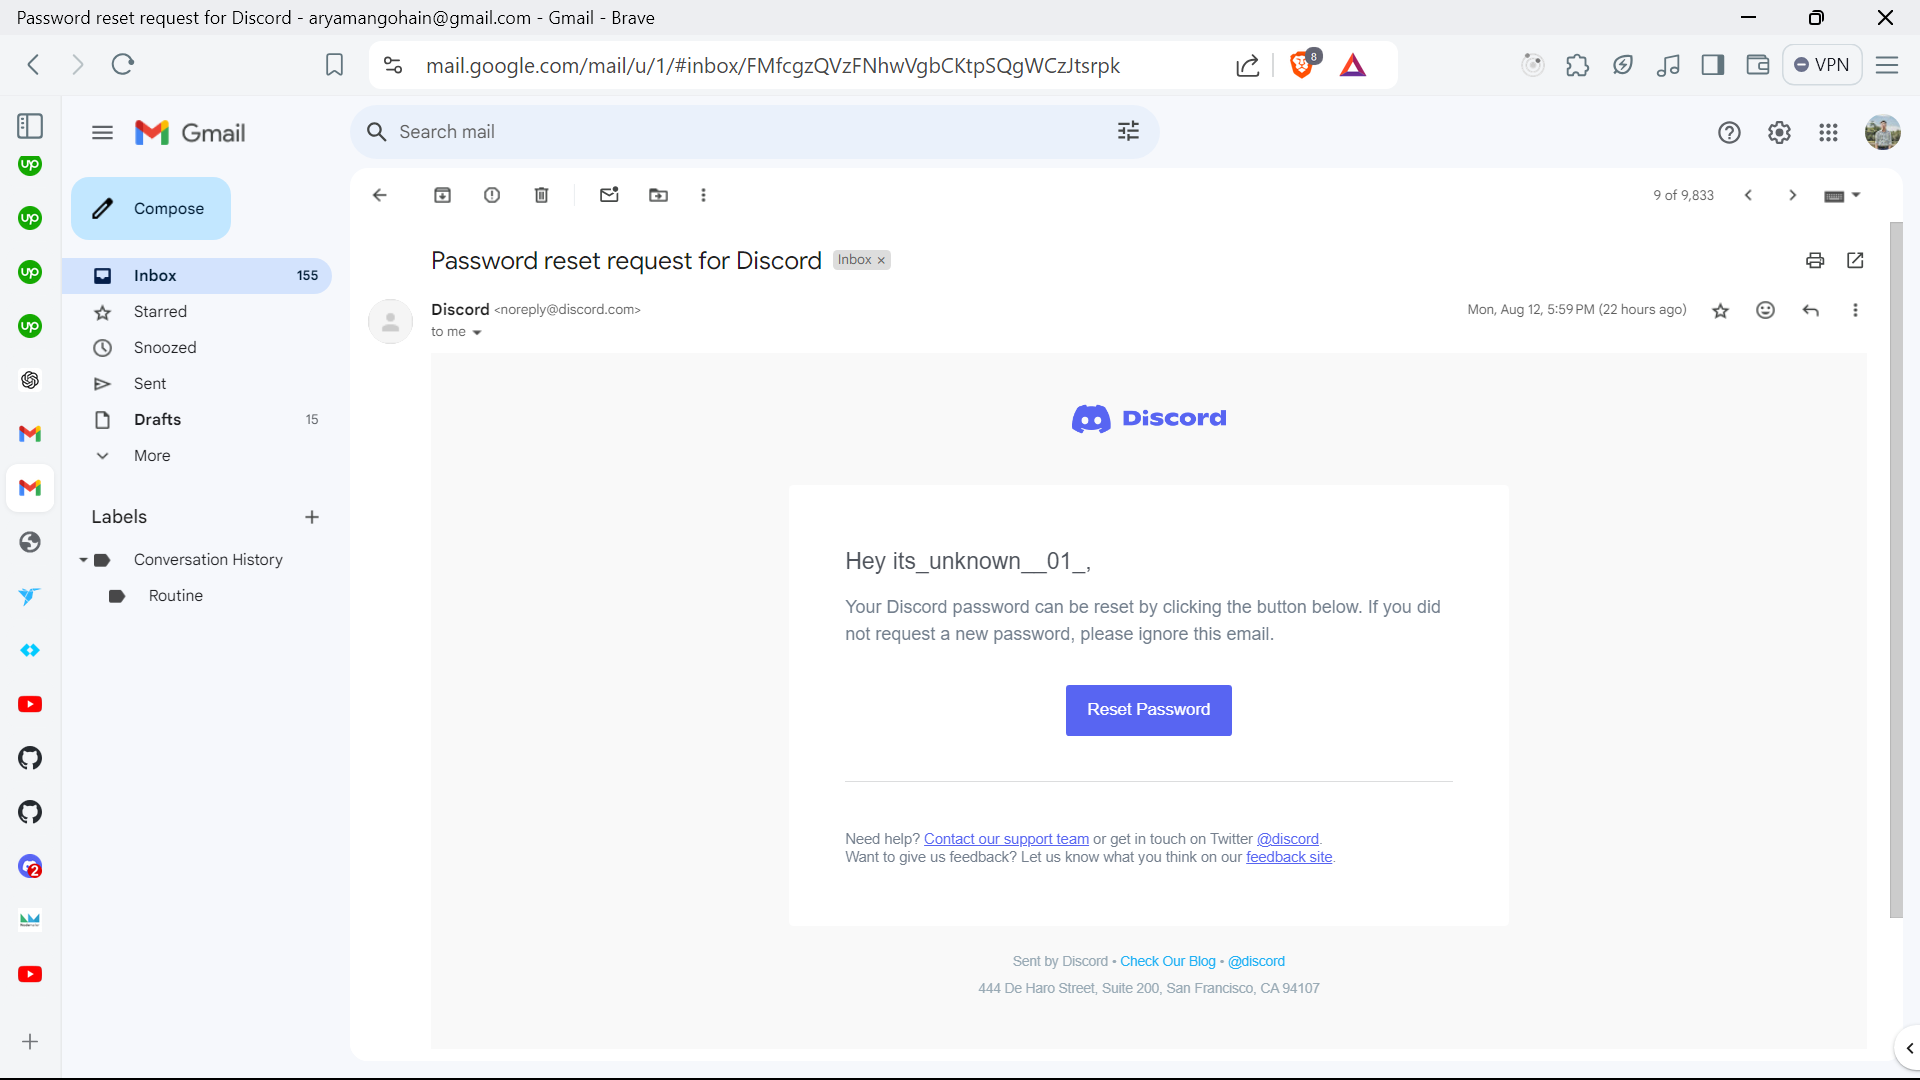 Password reset request for Discord - aryamangohain@gmail.com - Gmail - Brave
mail.google.com/mail/u/1/#inbox/FMfcgzQVzFNhwVgbCKtpSQgWCzJtsrpk
8
VPN
Gmail
Search mail
up
up
up
up
Compose
9 of 9,833
Inbox 155
Starred
Snoozed
Sent
Drafts 15
More
Labels
Conversation History
Routine
2
Password reset request for Discord Inbox ×
Discord <noreply@discord.com>
Mon, Aug 12, 5:59 PM (22 hours ago)
to me
Discord
Hey its_unknown__01_,
Your Discord password can be reset by clicking the button below. If you did
not request a new password, please ignore this email.
Reset Password
Need help? Contact our support team or get in touch on Twitter @discord.
Want to give us feedback? Let us know what you think on our feedback site.
Sent by Discord • Check Our Blog • @discord
444 De Haro Street, Suite 200, San Francisco, CA 94107